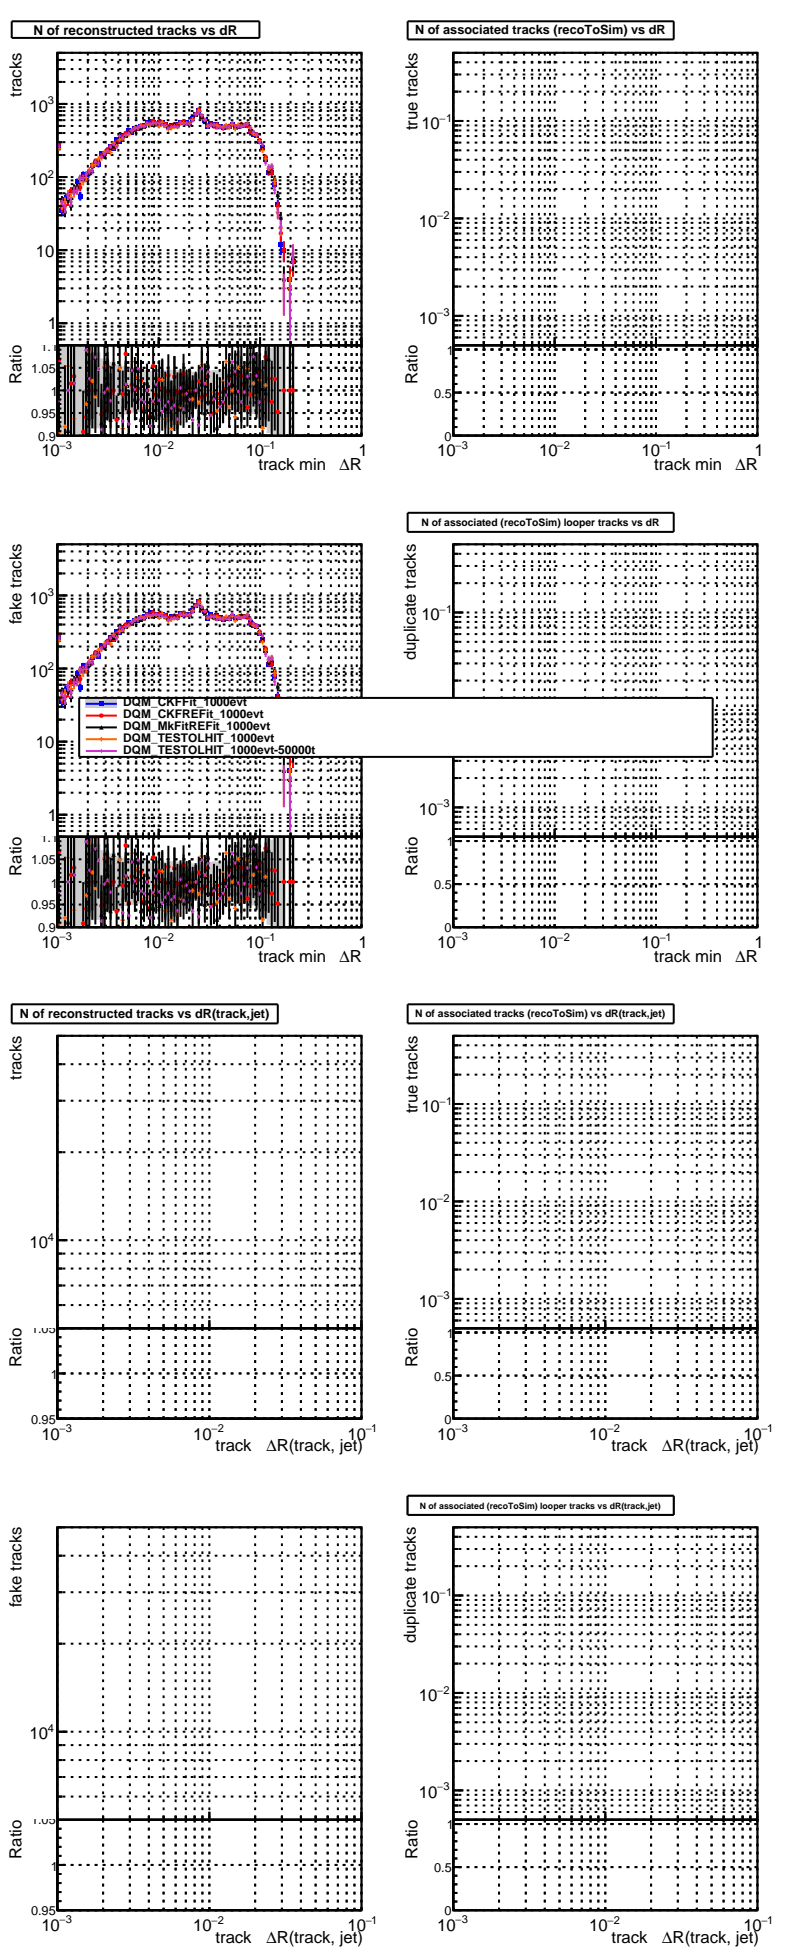 N of reconstructed tracks vs dR
tracks
10³
10²
10
1
Ratio
1.05
1
0.95
0.9
10⁻³ 10⁻² 10⁻¹ 1
track min ΔR
N of associated tracks (recoToSim) vs dR
true tracks
10⁻¹
10⁻²
10⁻³
Ratio
1
0.5
0
10⁻³ 10⁻² 10⁻¹ 1
track min ΔR
fake tracks
10³
10²
10
1
Ratio
1.05
1
0.95
0.9
10⁻³ 10⁻² 10⁻¹ 1
track min ΔR
N of associated (recoToSim) looper tracks vs dR
duplicate tracks
10⁻¹
10⁻³
Ratio
1
0.5
0
10⁻³ 10⁻² 10⁻¹ 1
track min ΔR
DQM_CKFFit_1000evt
DQM_CKFREFit_1000evt
DQM_MkFitREFit_1000evt
DQM_TESTOLHIT_1000evt
DQM_TESTOLHIT_1000evt-50000t
N of reconstructed tracks vs dR(track,jet)
tracks
10⁴
Ratio
1.05
1
0.95
10⁻³ 10⁻² 10⁻¹
track ΔR(track, jet)
N of associated tracks (recoToSim) vs dR(track,jet)
true tracks
10⁻¹
10⁻²
10⁻³
Ratio
1
0.5
0
10⁻³ 10⁻² 10⁻¹
track ΔR(track, jet)
fake tracks
10⁴
Ratio
1.05
1
0.95
10⁻³ 10⁻² 10⁻¹
track ΔR(track, jet)
N of associated (recoToSim) looper tracks vs dR(track,jet)
duplicate tracks
10⁻¹
10⁻²
10⁻³
Ratio
1
0.5
0
10⁻³ 10⁻² 10⁻¹
track ΔR(track, jet)